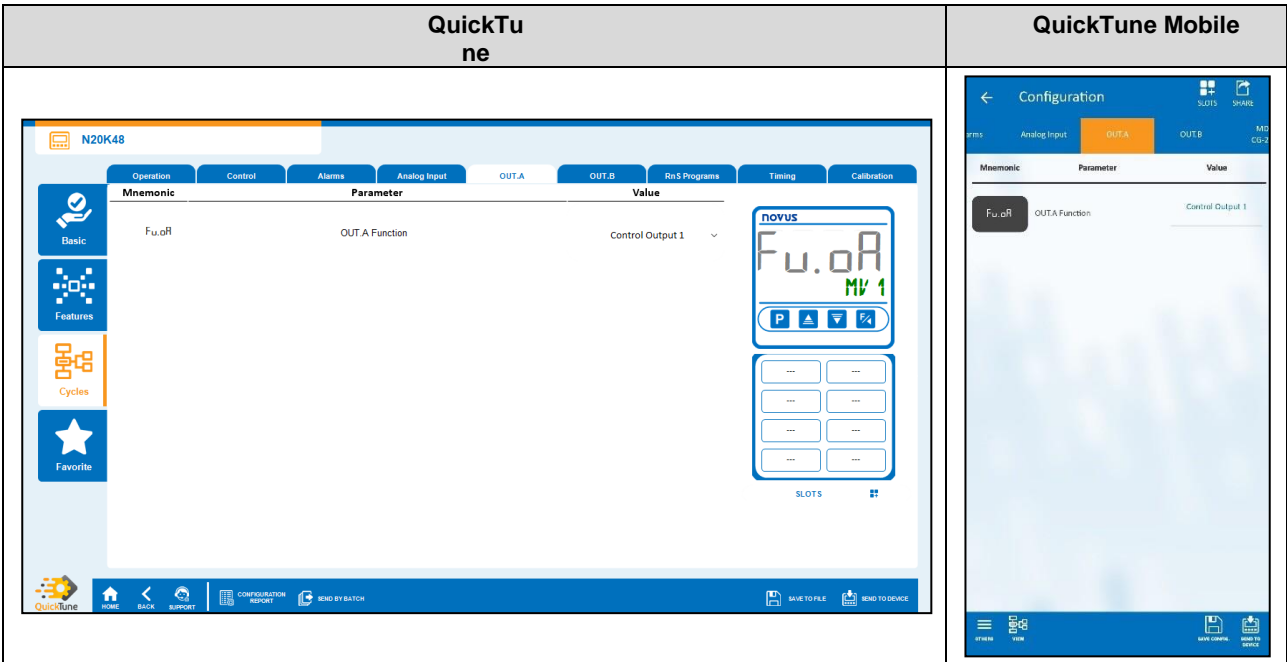 QuickTu
ne
QuickTune Mobile
N20K48
Operation Control Alarms Analog Input OUT.A OUT.B RnS Programs Timing Calibration
Mnemonic Parameter Value
Fu.oA OUT.A Function Control Output 1
Basic
Features
Cycles
Favorite
novus
Fu.oA
MV 1
P F/
--- ---
--- ---
--- ---
--- ---
SLOTS
QuickTune
HOME BACK SUPPORT
CONFIGURATION
REPORT
SEND BY BATCH
SAVE TO FILE SEND TO DEVICE
Configuration
SLOTS SHARE
arms Analog Input OUT.A OUT.B MD
CG-2
Mnemonic Parameter Value
Fu.oA OUT.A Function Control Output 1
OTHERS VIEW SAVE CONFIG. SEND TO
DEVICE